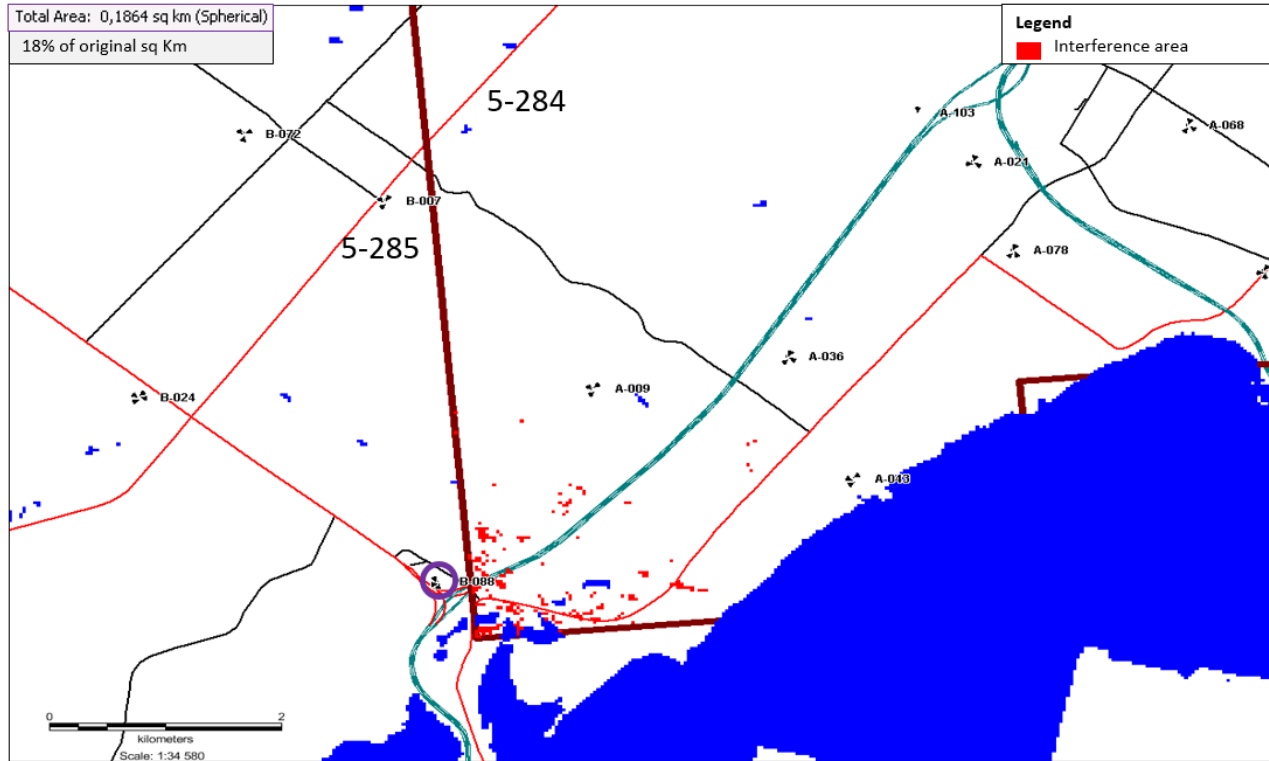 Total Area: 0,1864 sq km (Spherical)
18% of original sq Km
Legend
Interference area
5-284
A-103
A-068
B-072
A-021
B-007
5-285
A-078
A-036
A-009
B-024
A-043
B-088
0 2
kilometers
Scale: 1:34 580